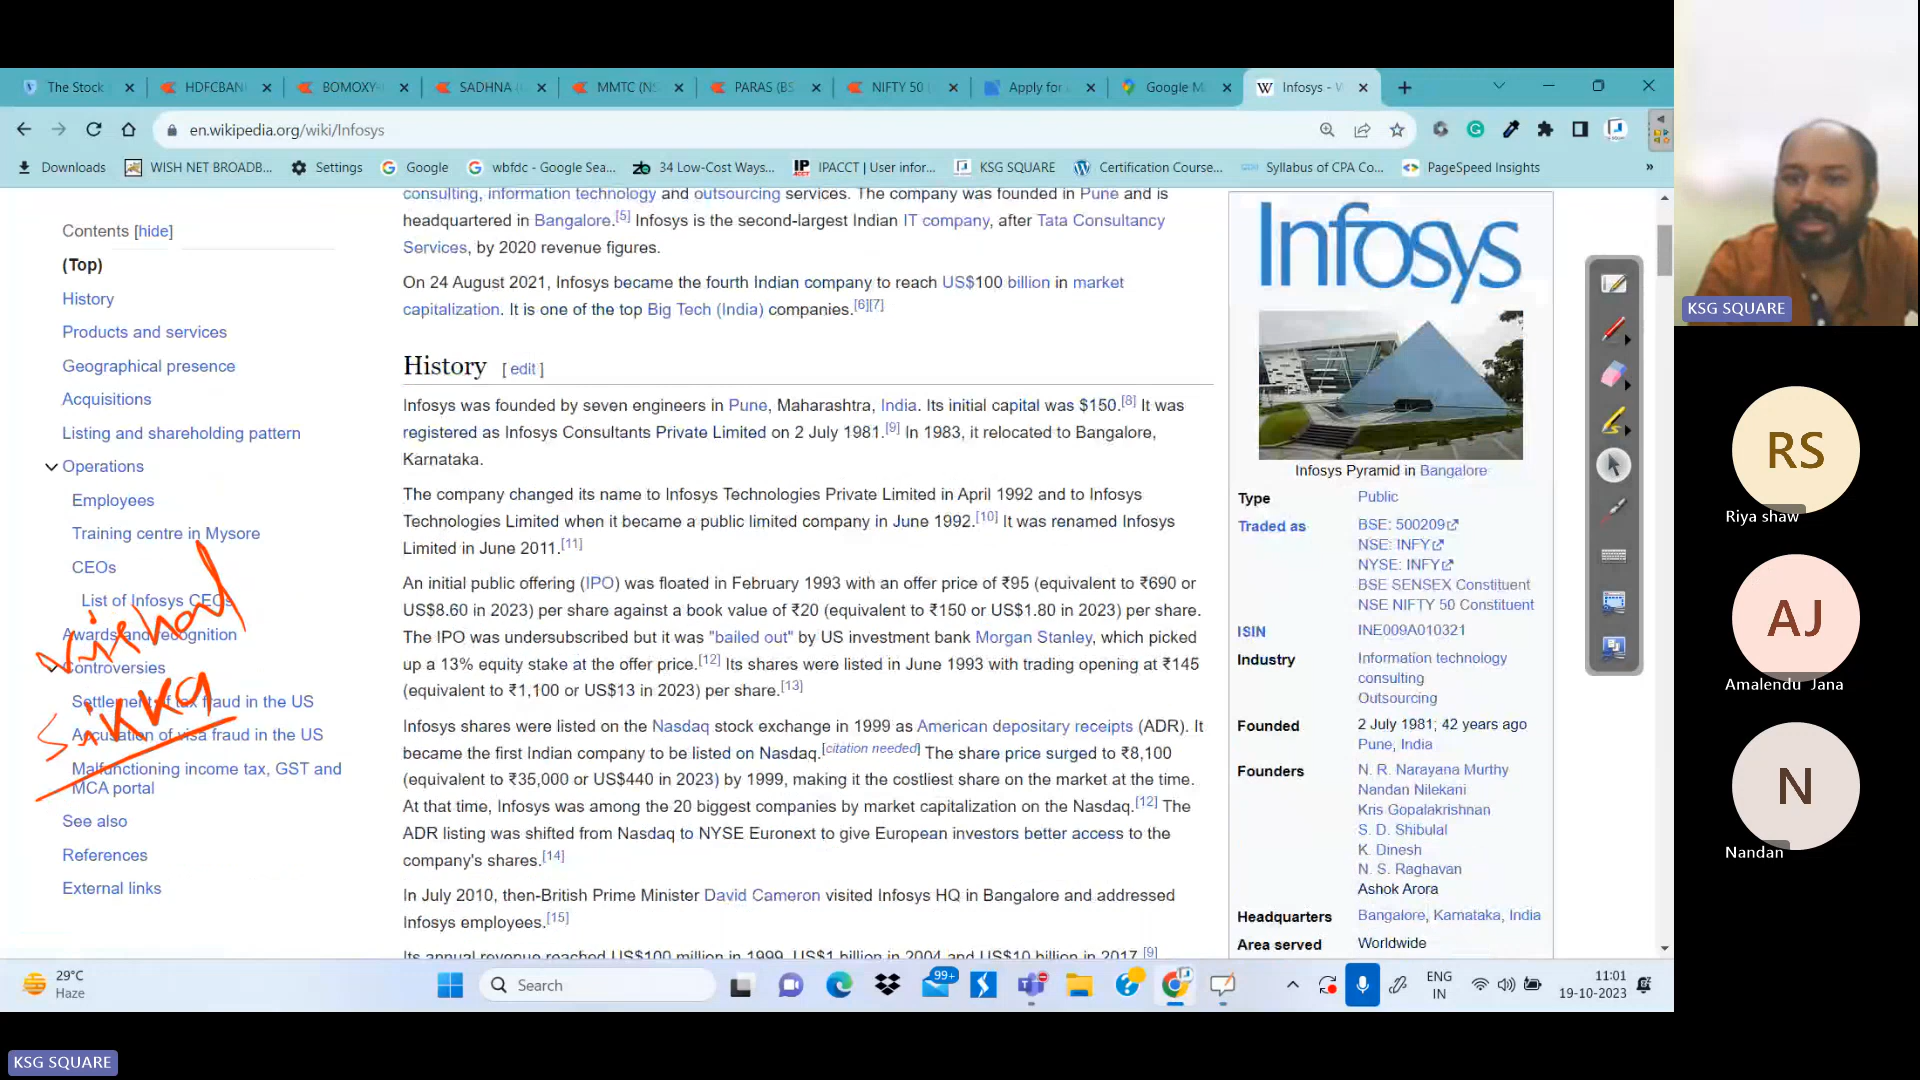 The Stock
HDFCBAN
BOMOXY-
SADHNA
MMTC (NS
PARAS (BS
NIFTY 50
Apply for
Google M
Infosys - W
en.wikipedia.org/wiki/Infosys
Downloads
WISH NET BROADB...
Settings
Google
wbfdc - Google Sea...
34 Low-Cost Ways...
IPACCT | User infor...
KSG SQUARE
Certification Course...
Syllabus of CPA Co...
PageSpeed Insights
»
Contents [hide]
(Top)
History
Products and services
Geographical presence
Acquisitions
Listing and shareholding pattern
Operations
Employees
Training centre in Mysore
CEOs
List of Infosys CEOs
Awards and recognition
Controversies
Settlement of tax fraud in the US
Accusation of visa fraud in the US
Malfunctioning income tax, GST and
MCA portal
See also
References
External links
Vishal
Sikka
consulting, information technology and outsourcing services. The company was founded in Pune and is
headquartered in Bangalore.[5] Infosys is the second-largest Indian IT company, after Tata Consultancy
Services, by 2020 revenue figures.
On 24 August 2021, Infosys became the fourth Indian company to reach US$100 billion in market
capitalization. It is one of the top Big Tech (India) companies.[6][7]
History [ edit ]
Infosys was founded by seven engineers in Pune, Maharashtra, India. Its initial capital was $150.[8] It was
registered as Infosys Consultants Private Limited on 2 July 1981.[9] In 1983, it relocated to Bangalore,
Karnataka.
The company changed its name to Infosys Technologies Private Limited in April 1992 and to Infosys
Technologies Limited when it became a public limited company in June 1992.[10] It was renamed Infosys
Limited in June 2011.[11]
An initial public offering (IPO) was floated in February 1993 with an offer price of ₹95 (equivalent to ₹690 or
US$8.60 in 2023) per share against a book value of ₹20 (equivalent to ₹150 or US$1.80 in 2023) per share.
The IPO was undersubscribed but it was "bailed out" by US investment bank Morgan Stanley, which picked
up a 13% equity stake at the offer price.[12] Its shares were listed in June 1993 with trading opening at ₹145
(equivalent to ₹1,100 or US$13 in 2023) per share.[13]
Infosys shares were listed on the Nasdaq stock exchange in 1999 as American depositary receipts (ADR). It
became the first Indian company to be listed on Nasdaq.[citation needed] The share price surged to ₹8,100
(equivalent to ₹35,000 or US$440 in 2023) by 1999, making it the costliest share on the market at the time.
At that time, Infosys was among the 20 biggest companies by market capitalization on the Nasdaq.[12] The
ADR listing was shifted from Nasdaq to NYSE Euronext to give European investors better access to the
company's shares.[14]
In July 2010, then-British Prime Minister David Cameron visited Infosys HQ in Bangalore and addressed
Infosys employees.[15]
Its annual revenue reached US$100 million in 1999, US$1 billion in 2004 and US$10 billion in 2017.[9]
Infosys
Infosys Pyramid in Bangalore
Type Public
Traded as BSE: 500209
NSE: INFY
NYSE: INFY
BSE SENSEX Constituent
NSE NIFTY 50 Constituent
ISIN INE009A010321
Industry Information technology
consulting
Outsourcing
Founded 2 July 1981; 42 years ago
Pune, India
Founders N. R. Narayana Murthy
Nandan Nilekani
Kris Gopalakrishnan
S. D. Shibulal
K. Dinesh
N. S. Raghavan
Ashok Arora
Headquarters Bangalore, Karnataka, India
Area served Worldwide
KSG SQUARE
RS
Riya shaw
AJ
Amalendu Jana
N
Nandan
29°C
Haze
Search
99+
ENG
IN
11:01
19-10-2023
KSG SQUARE